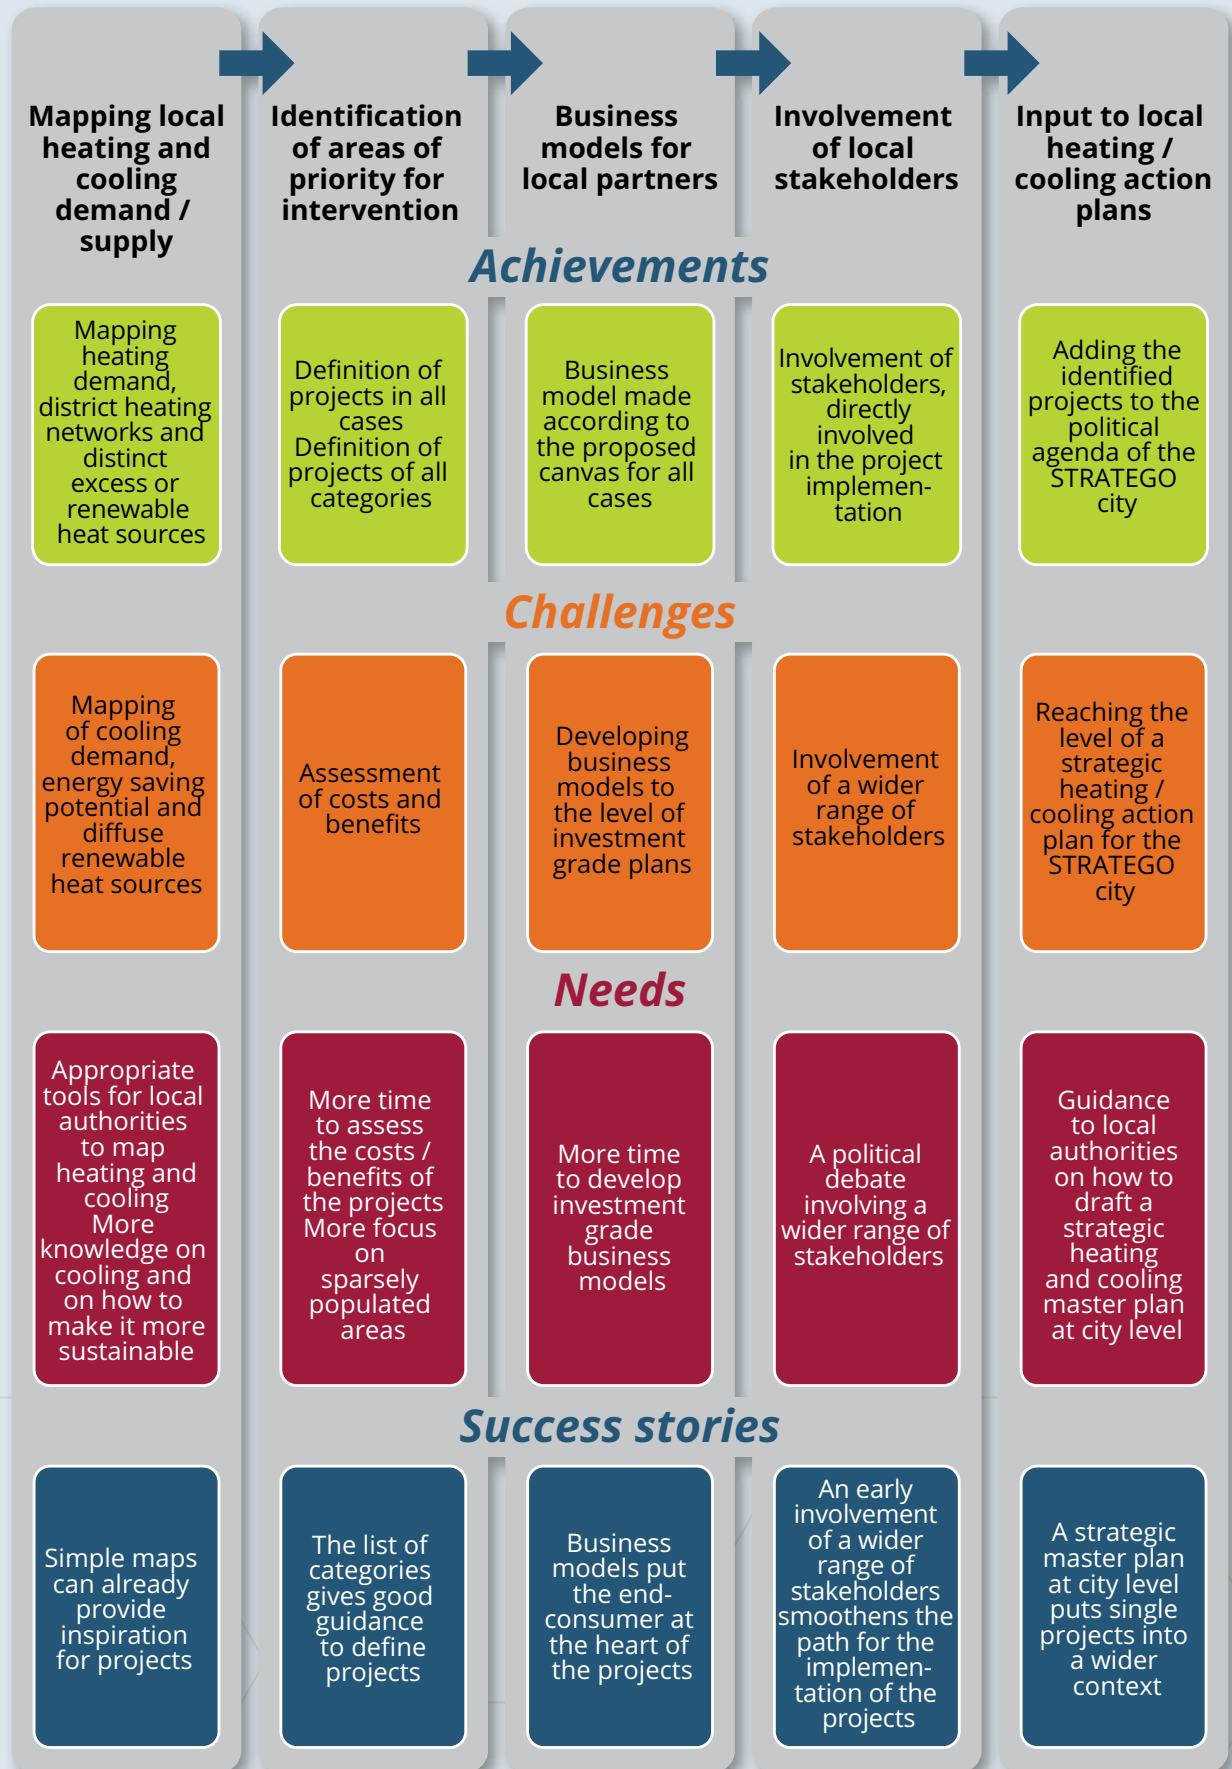 Mapping local
heating and
cooling
demand /
supply
Identification
of areas of
priority for
intervention
Business
models for
local partners
Involvement
of local
stakeholders
Input to local
heating /
cooling action
plans
Achievements
Mapping
heating
demand,
district heating
networks and
distinct
excess or
renewable
heat sources
Definition of
projects in all
cases
Definition of
projects of all
categories
Business
model made
according to
the proposed
canvas for all
cases
Involvement of
stakeholders,
directly
involved
in the project
implemen-
tation
Adding the
identified
projects to the
political
agenda of the
STRATEGO
city
Challenges
Mapping
of cooling
demand,
energy saving
potential and
diffuse
renewable
heat sources
Assessment
of costs and
benefits
Developing
business
models to
the level of
investment
grade plans
Involvement
of a wider
range of
stakeholders
Reaching the
level of a
strategic
heating /
cooling action
plan for the
STRATEGO
city
Needs
Appropriate
tools for local
authorities
to map
heating and
cooling
More
knowledge on
cooling and
on how to
make it more
sustainable
More time
to assess
the costs /
benefits of
the projects
More focus
on
sparsely
populated
areas
More time
to develop
investment
grade
business
models
A political
debate
involving a
wider range of
stakeholders
Guidance
to local
authorities
on how to
draft a
strategic
heating
and cooling
master plan
at city level
Success stories
Simple maps
can already
provide
inspiration
for projects
The list of
categories
gives good
guidance
to define
projects
Business
models put
the end-
consumer at
the heart of
the projects
An early
involvement
of a wider
range of
stakeholders
smoothens the
path for the
implemen-
tation of the
projects
A strategic
master plan
at city level
puts single
projects into
a wider
context